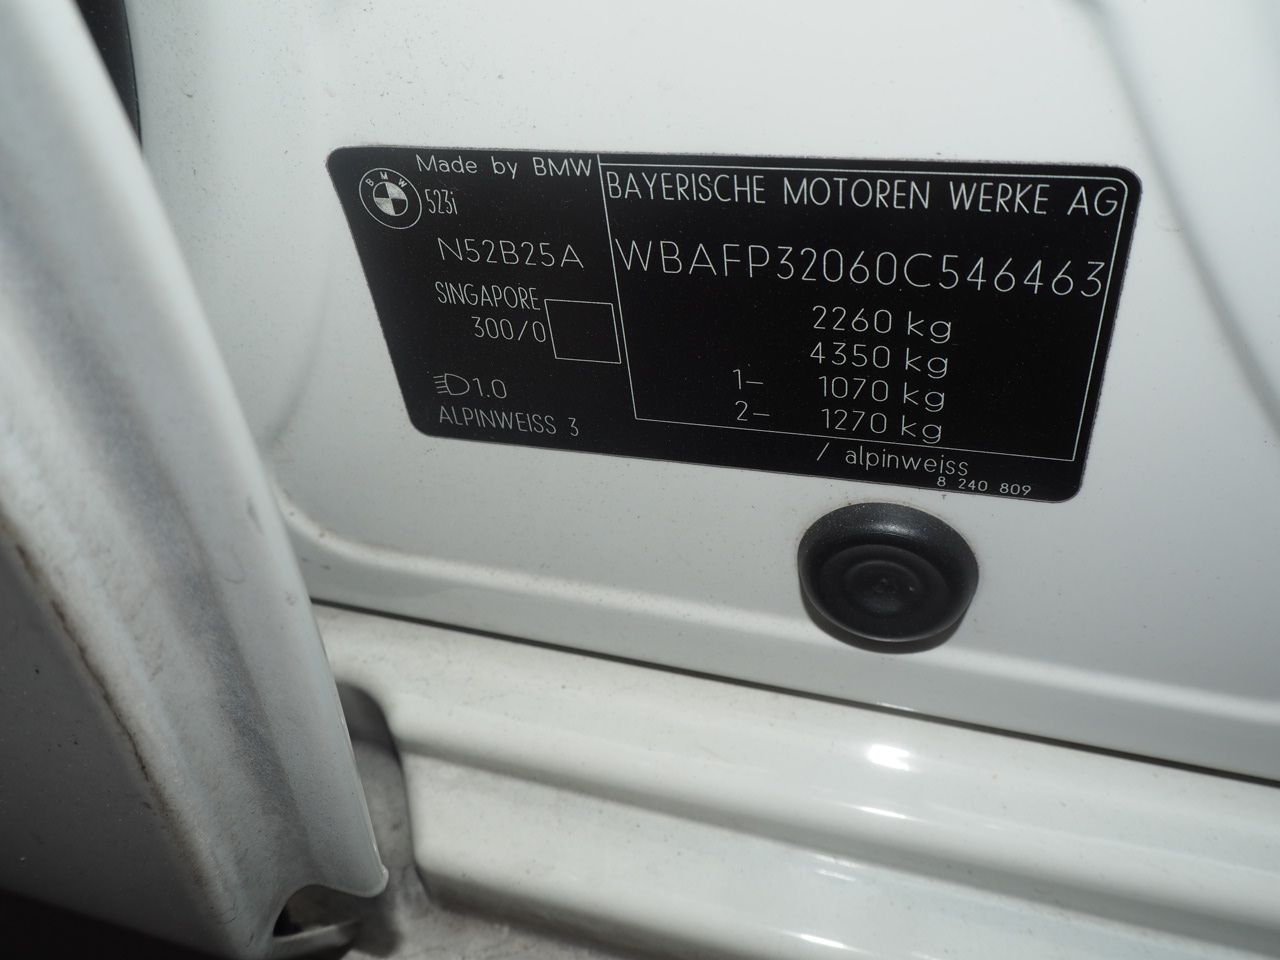 Made by BMW
BMW
523i
N52B25A
SINGAPORE
300/0
1.0
ALPINWEISS 3
BAYERISCHE MOTOREN WERKE AG
WBAFP32060C546463
2260 kg
4350 kg
1- 1070 kg
2- 1270 kg
/ alpinweiss
8 240 809